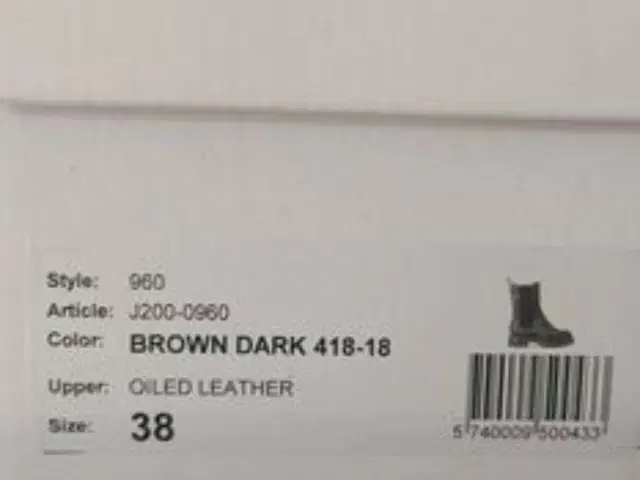 Style: 960
Article: J200-0960
Color: BROWN DARK 418-18
Upper: OILED LEATHER
Size: 38
5 740009 500433